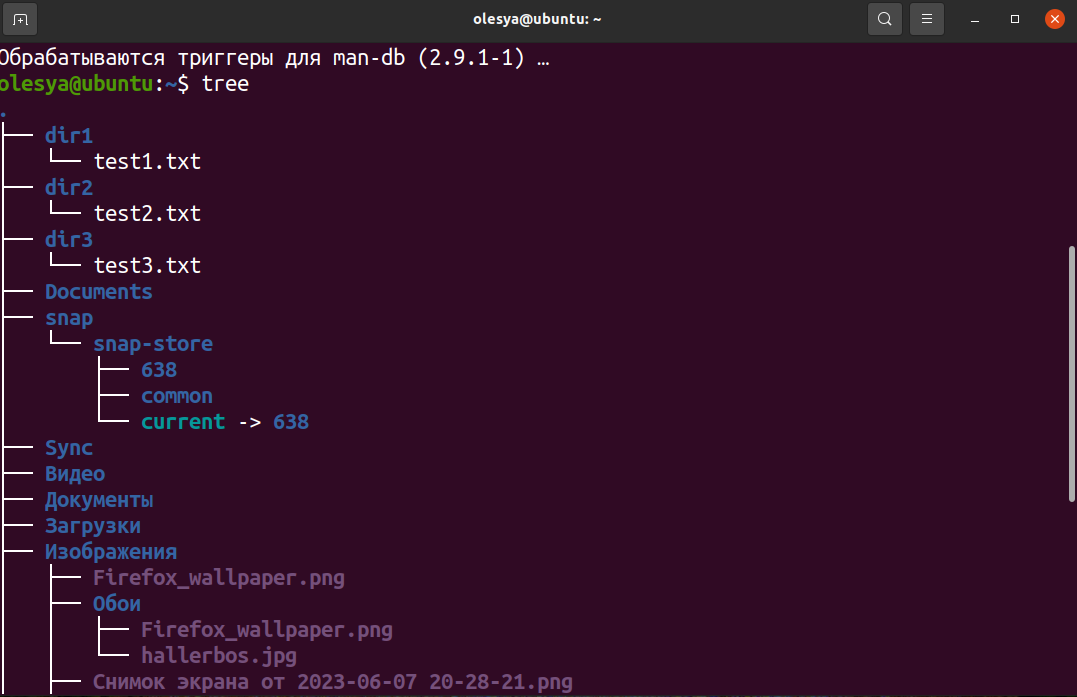 olesya@ubuntu: ~
Обрабатываются триггеры для man-db (2.9.1-1) …
olesya@ubuntu:~$ tree
.
├── dir1
│   └── test1.txt
├── dir2
│   └── test2.txt
├── dir3
│   └── test3.txt
├── Documents
├── snap
│   └── snap-store
│       ├── 638
│       ├── common
│       └── current -> 638
├── Sync
├── Видео
├── Документы
├── Загрузки
├── Изображения
│   ├── Firefox_wallpaper.png
│   ├── Обои
│   │   ├── Firefox_wallpaper.png
│   │   └── hallerbos.jpg
│   ├── Снимок экрана от 2023-06-07 20-28-21.png